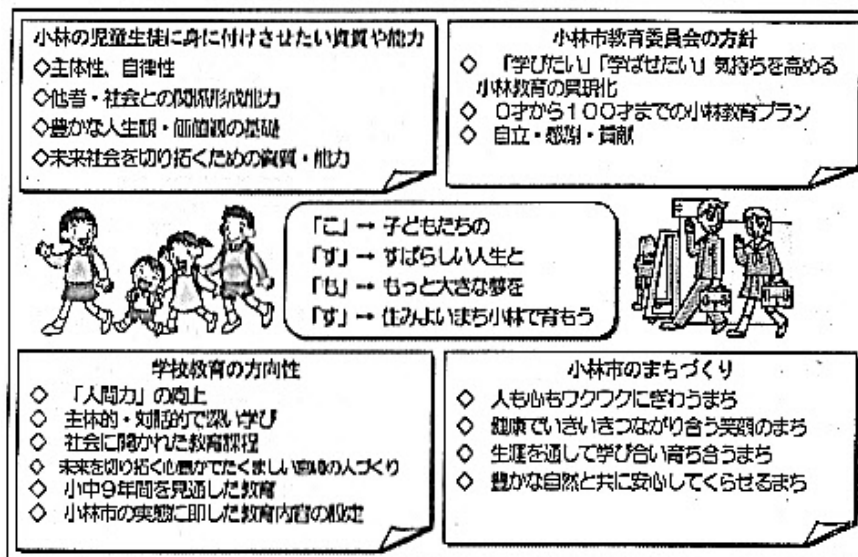 小林の児童生徒に身に付けさせたい資質や能力
◇主体性、自律性
◇他者・社会との関係形成能力
◇豊かな人生観・価値観の基礎
◇未来社会を切り拓くための資質・能力
小林市教育委員会の方針
◇ 「学びたい」「学ばせたい」気持ちを高める
小林教育の具現化
◇ 0才から100才までの小林教育プラン
◇ 自立・感謝・貢献
「こ」→ 子どもたちの
「す」→ すばらしい人生と
「も」→ もっと大きな夢を
「す」→ 住みよいまち小林で育もう
学校教育の方向性
◇ 「人間力」の向上
◇ 主体的・対話的で深い学び
◇ 社会に開かれた教育課程
◇ 未来を切り拓く心豊かでたくましい宮崎の人づくり
◇ 小中9年間を見通した教育
◇ 小林市の実態に即した教育内容の設定
小林市のまちづくり
◇ 人も心もワクワクにぎわうまち
◇ 健康でいきいきつながり合う笑顔のまち
◇ 生涯を通して学び合い育ち合うまち
◇ 豊かな自然と共に安心してくらせるまち